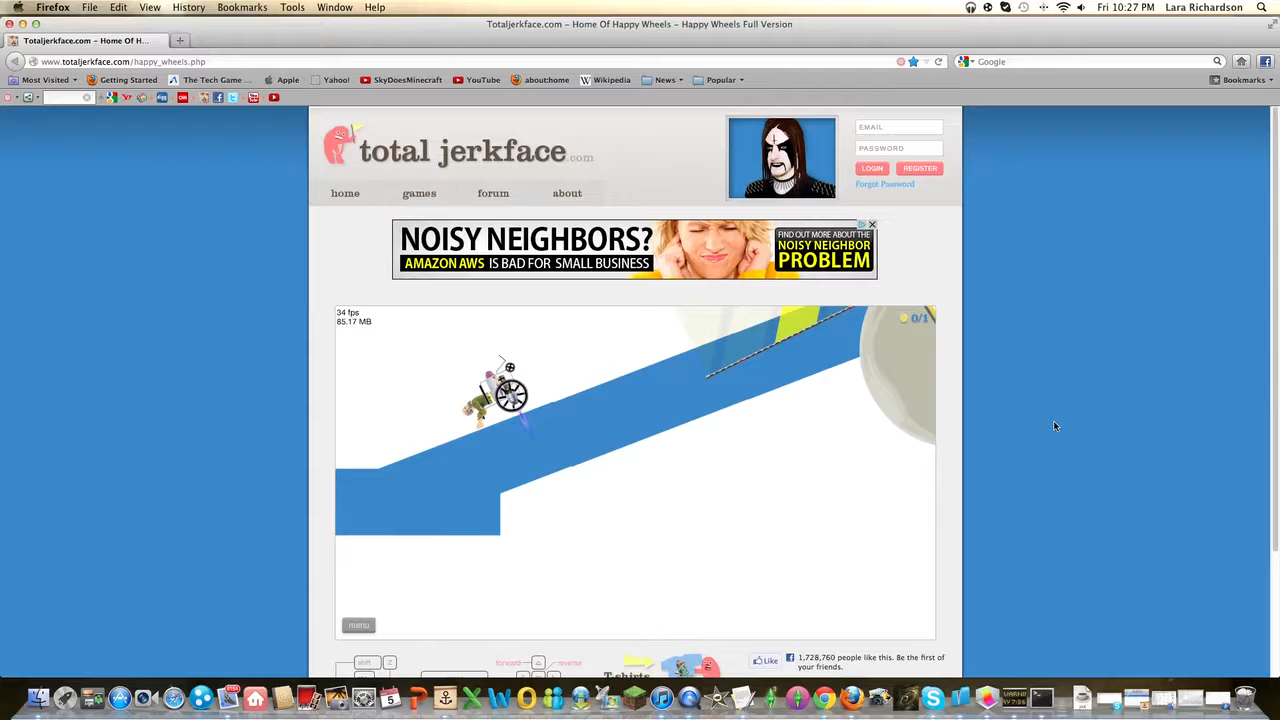 Firefox File Edit View History Bookmarks Tools Window Help Fri 10:27 PM Lara Richardson
Totaljerkface.com – Home Of Happy Wheels – Happy Wheels Full Version
Totaljerkface.com – Home Of H...
www.totaljerkface.com/happy_wheels.php Google
Most Visited Getting Started The Tech Game ... Apple Yahoo! SkyDoesMinecraft YouTube about:home Wikipedia News Popular Bookmarks
total jerkface.com
EMAIL
PASSWORD
LOGIN REGISTER
Forgot Password
home games forum about
NOISY NEIGHBORS?
AMAZON AWS IS BAD FOR SMALL BUSINESS
FIND OUT MORE ABOUT THE
NOISY NEIGHBOR
PROBLEM
34 fps
85.17 MB
0/1
menu
shift Z forward reverse
T-shirts
Like 1,728,760 people like this. Be the first of
your friends.